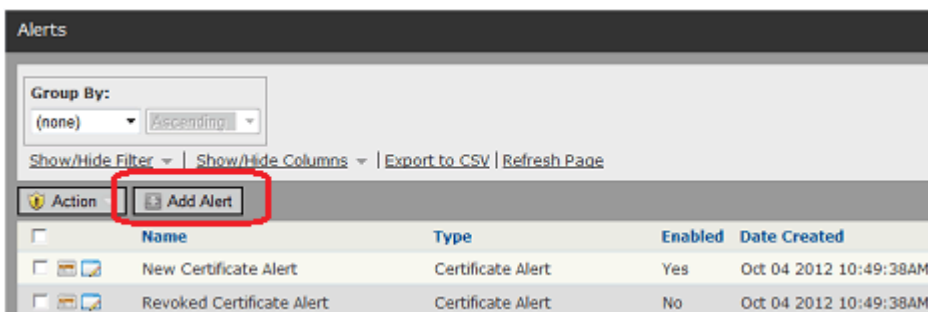 Alerts
Group By:
(none) Ascending
Show/Hide Filter | Show/Hide Columns | Export to CSV | Refresh Page
Action Add Alert
Name Type Enabled Date Created
New Certificate Alert Certificate Alert Yes Oct 04 2012 10:49:38AM
Revoked Certificate Alert Certificate Alert No Oct 04 2012 10:49:38AM